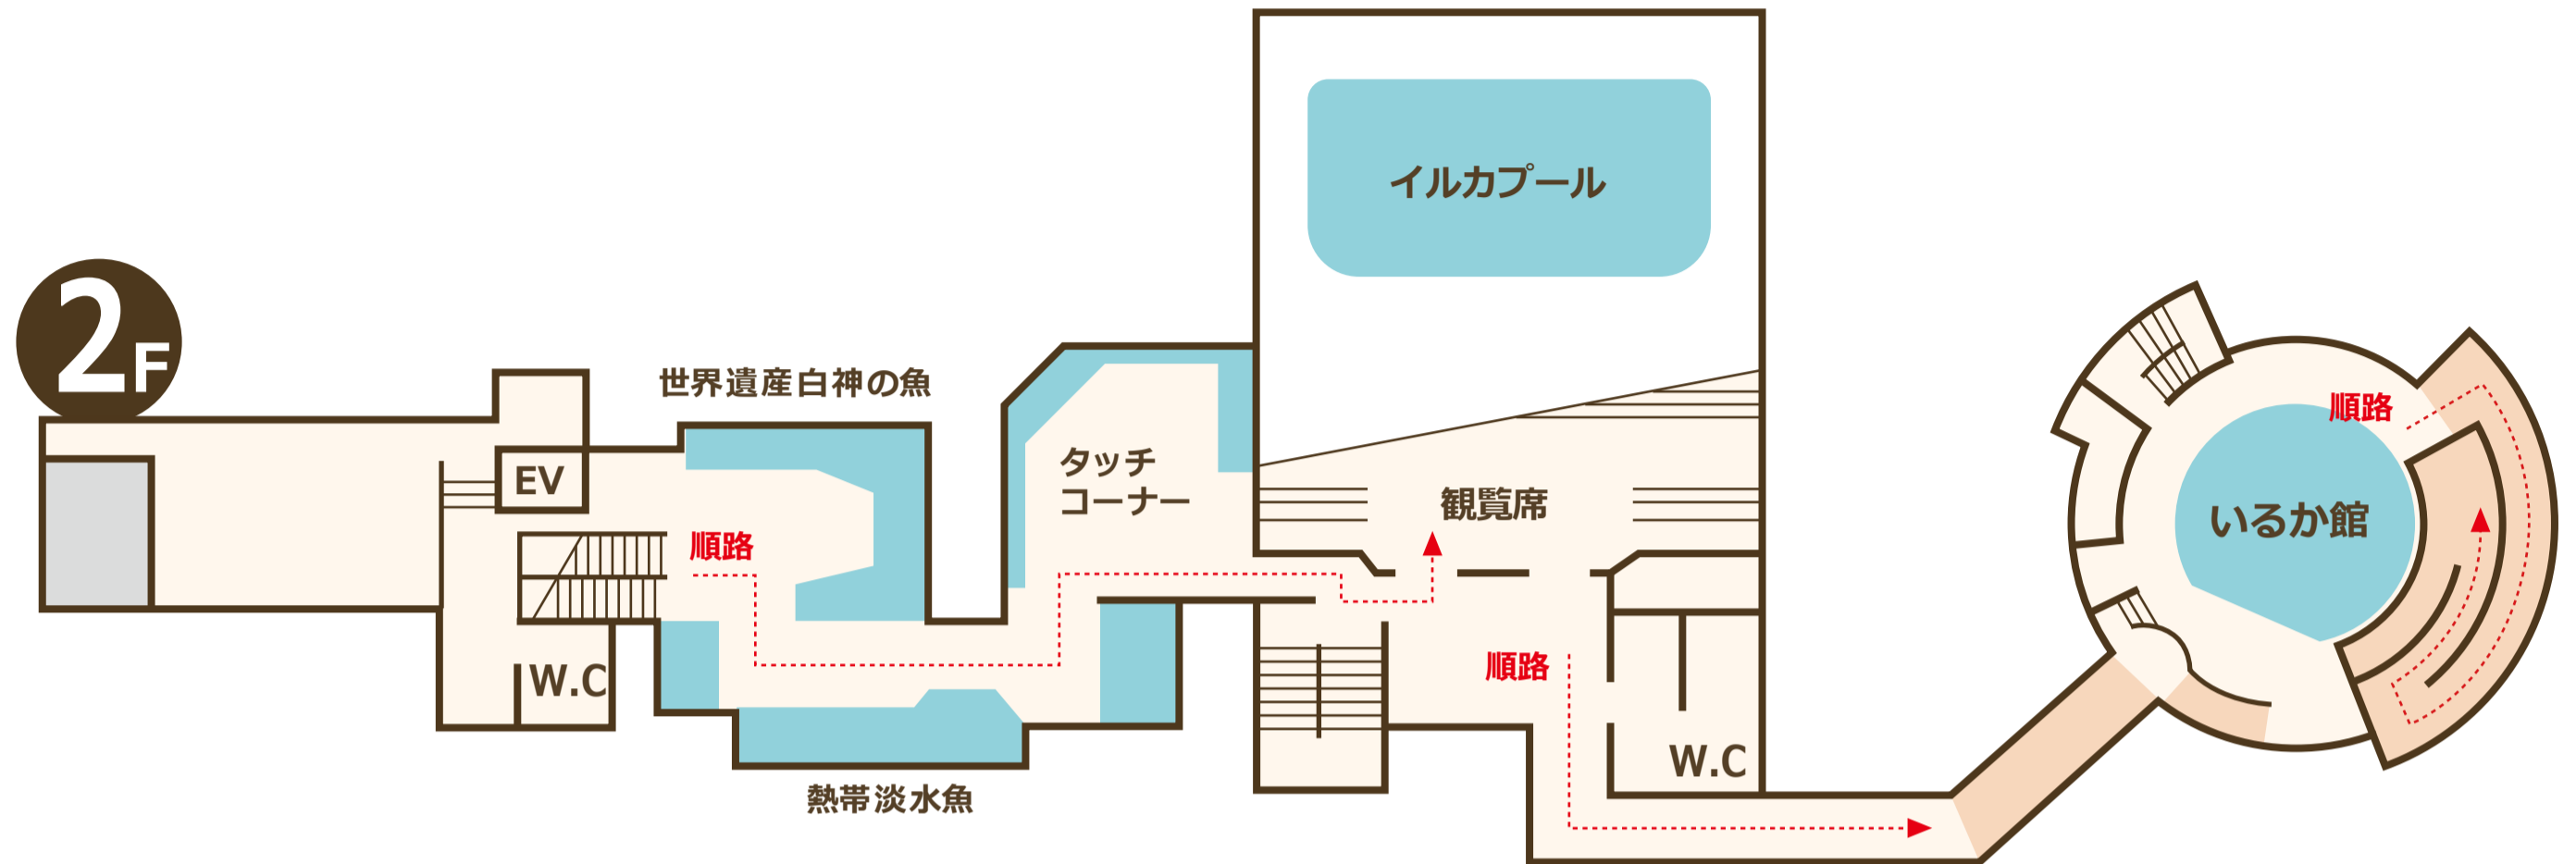 2F
世界遺産白神の魚
EV
順路
W.C
熱帯淡水魚
タッチ
コーナー
イルカプール
観覧席
順路
W.C
順路
いるか館